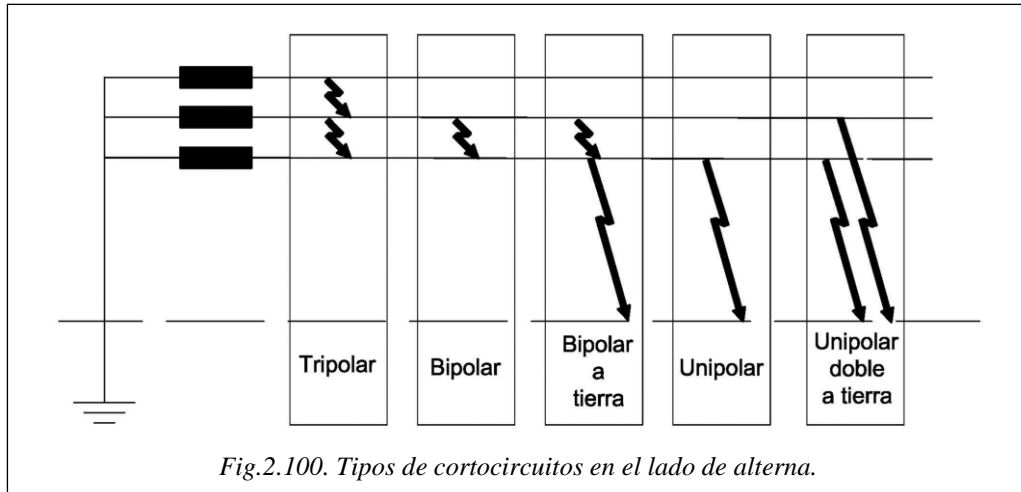 Tripolar
Bipolar
Bipolar
a
tierra
Unipolar
Unipolar
doble
a tierra
Fig.2.100. Tipos de cortocircuitos en el lado de alterna.